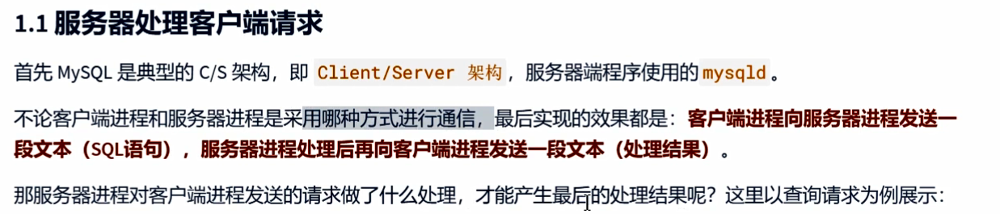 1.1 服务器处理客户端请求
首先 MySQL 是典型的 C/S 架构，即 Client/Server 架构，服务器端程序使用的 mysqld。
不论客户端进程和服务器进程是采用哪种方式进行通信，最后实现的效果都是：客户端进程向服务器进程发送一
段文本（SQL语句），服务器进程处理后再向客户端进程发送一段文本（处理结果）。
那服务器进程对客户端进程发送的请求做了什么处理，才能产生最后的处理结果呢？这里以查询请求为例展示：